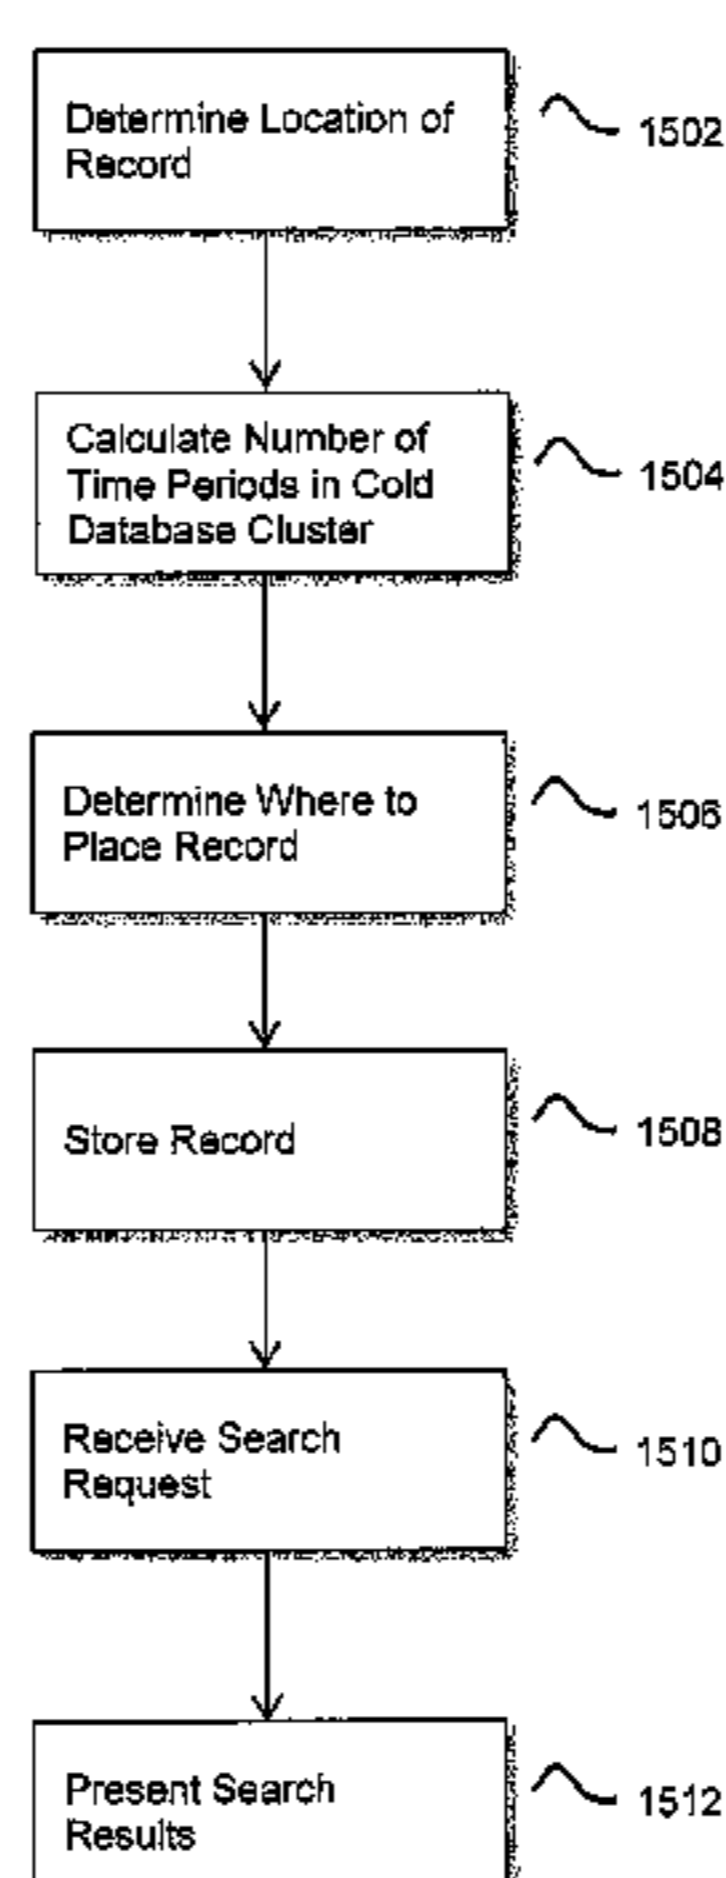 Determine Location of
Record
1502
Calculate Number of
Time Periods in Cold
Database Cluster
1504
Determine Where to
Place Record
1506
Store Record
1508
Receive Search
Request
1510
Present Search
Results
1512